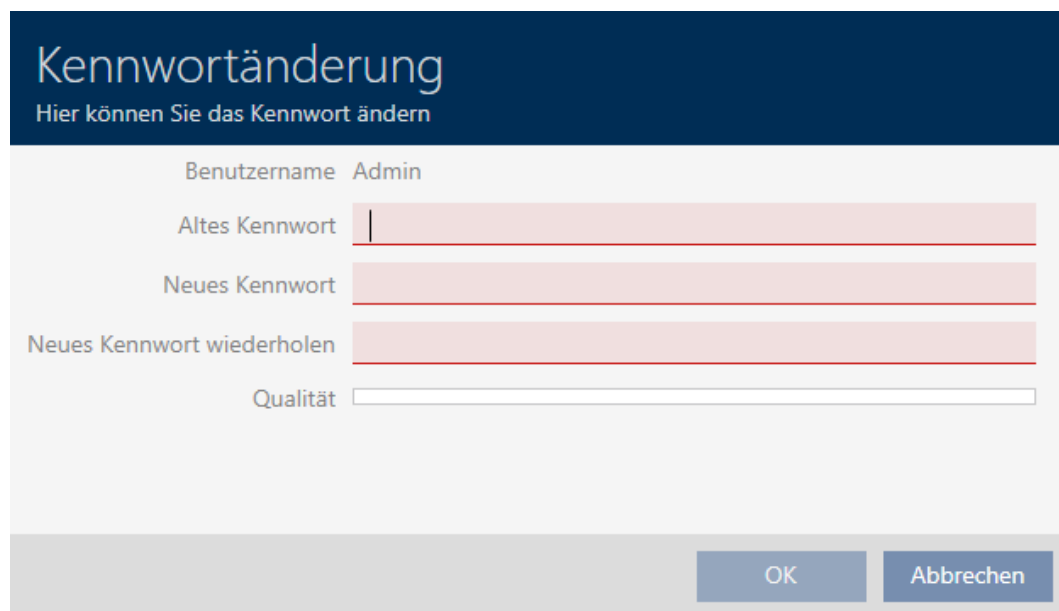 Kennwortänderung
Hier können Sie das Kennwort ändern
Benutzername Admin
Altes Kennwort
Neues Kennwort
Neues Kennwort wiederholen
Qualität
OK Abbrechen